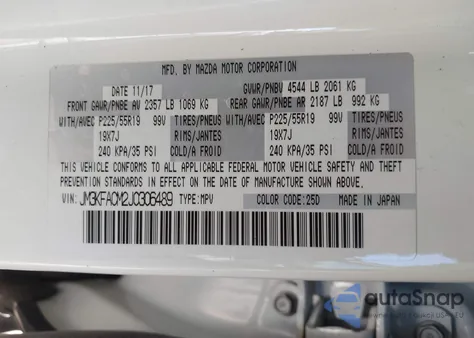 MFD. BY MAZDA MOTOR CORPORATION
DATE 11/17 GVWR/PNBV 4544 LB 2061 KG
FRONT GAWR/PNBE AV 2357 LB 1069 KG REAR GAWR/PNBE AR 2187 LB 992 KG
WITH/AVEC P225/55R19 99V TIRES/PNEUS WITH/AVEC P225/55R19 99V TIRES/PNEUS
19X7J RIMS/JANTES 19X7J RIMS/JANTES
240 KPA/35 PSI COLD/A FROID 240 KPA/35 PSI COLD/A FROID
THIS VEHICLE CONFORMS TO ALL APPLICABLE FEDERAL MOTOR VEHICLE SAFETY AND THEFT
PREVENTION STANDARDS IN EFFECT ON THE DATE OF MANUFACTURE SHOWN ABOVE.
VIN: JM3KFACM2J0306489 TYPE:MPV COLOR CODE:25D MADE IN JAPAN
autoSnap